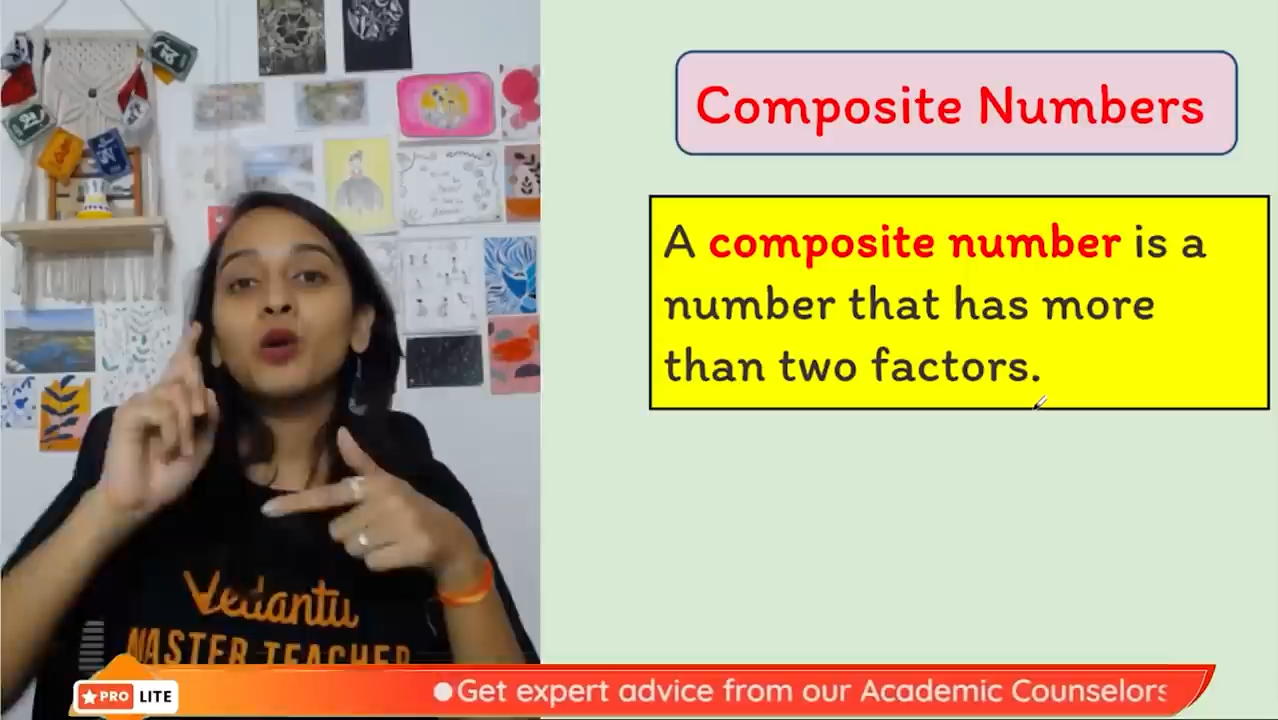 Composite Numbers
A composite number is a
number that has more
than two factors.
Vedantu
MASTER TEACHER
PRO LITE
Get expert advice from our Academic Counselors